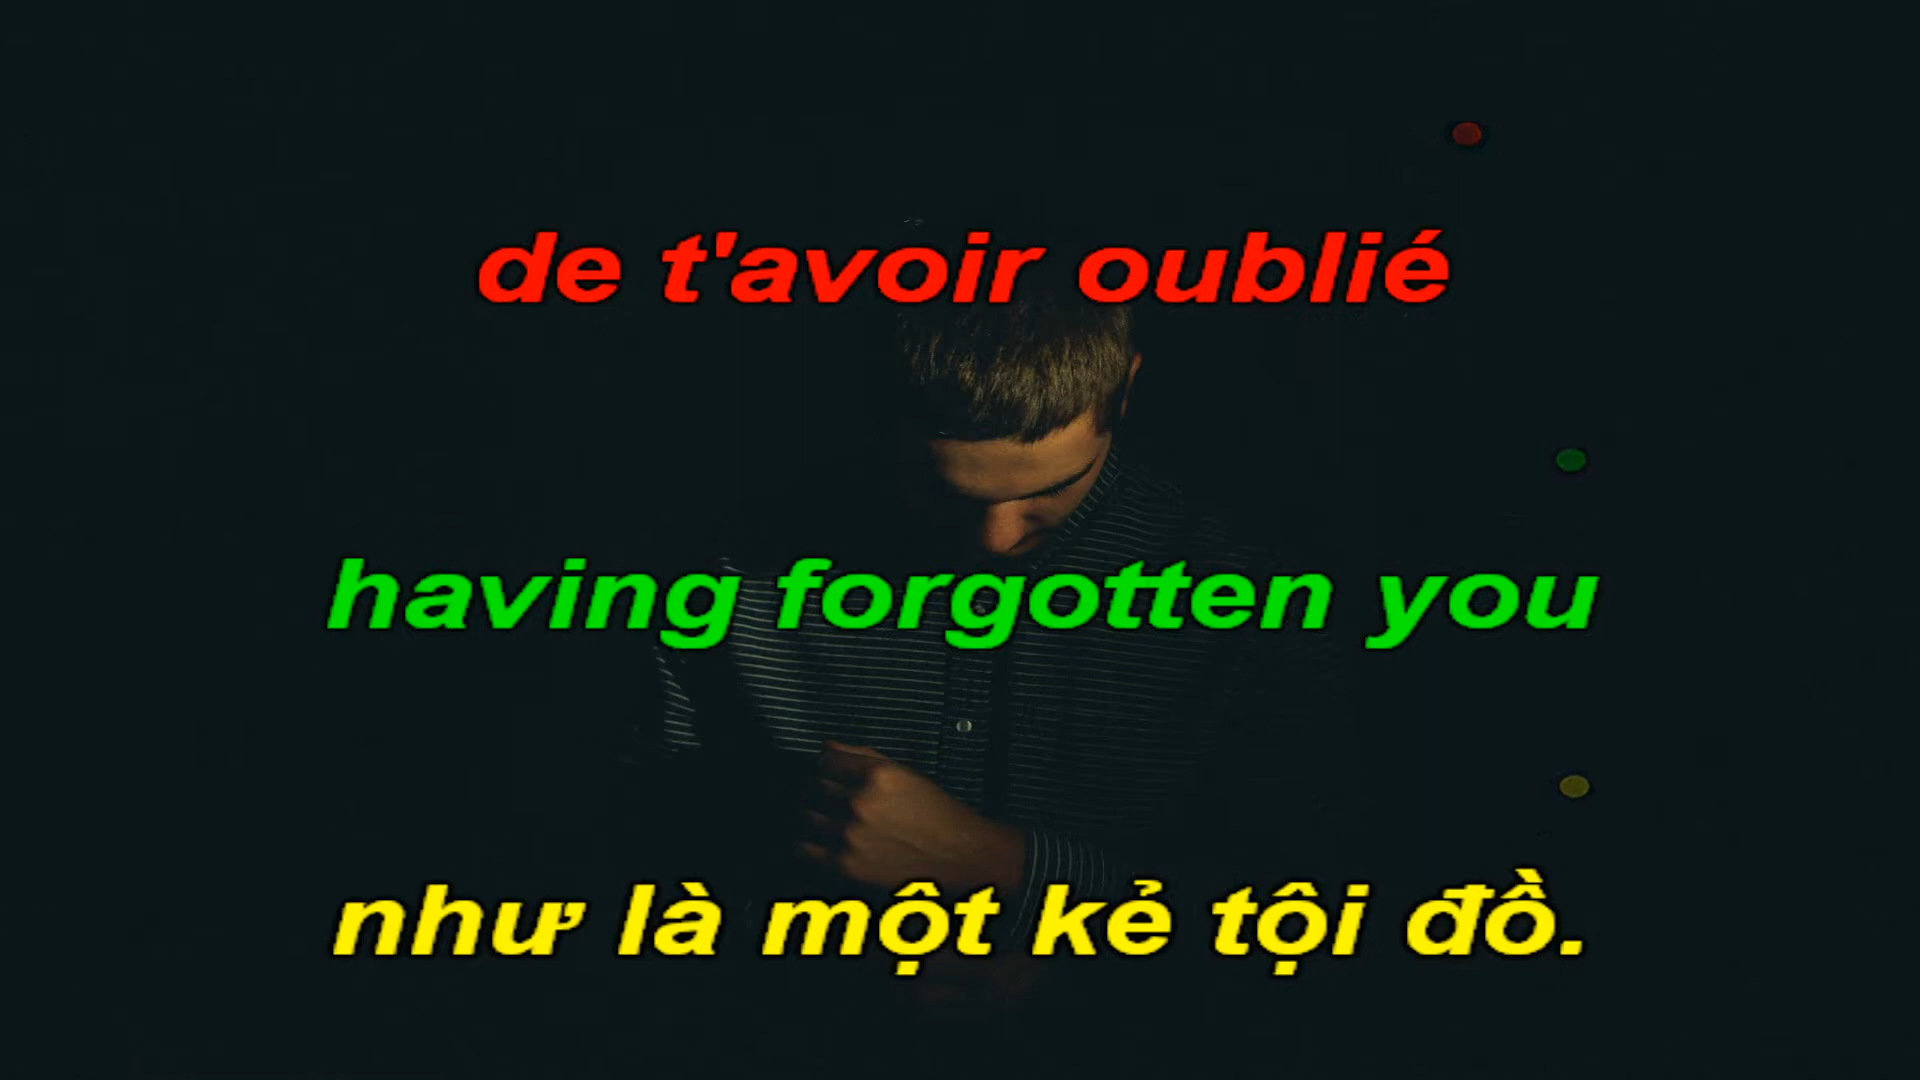 de t'avoir oublié
having forgotten you
như là một kẻ tội đồ.